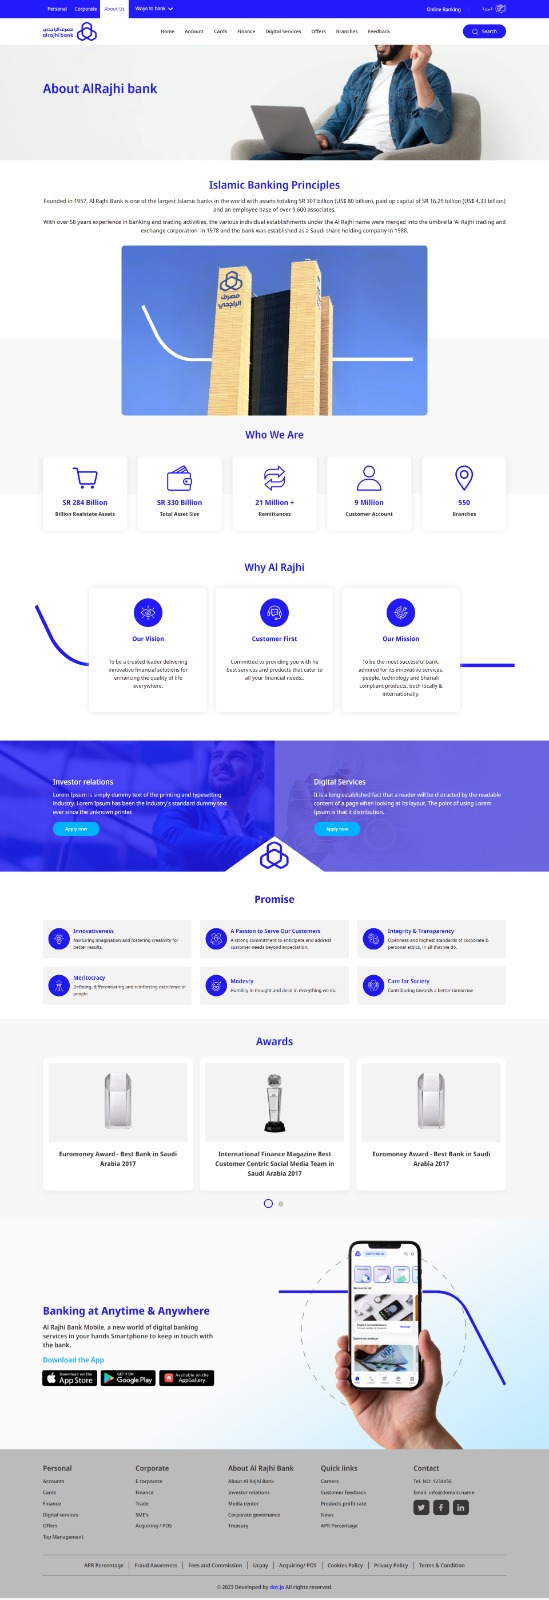 Personal Corporate About Us Ways to bank Online Banking العربية
مصرف الراجحي
alrajhi bank
Home Account Cards Finance Digital Services Offers Branches Feedback Search
About AlRajhi bank
Islamic Banking Principles
Founded in 1957, Al Rajhi Bank is one of the largest Islamic banks in the world with assets totaling SR 307 billion (US$ 80 billion), paid up capital of SR 16.25 billion (US$ 4.33 billion)
and an employee base of over 9,600 associates.
With over 58 years experience in banking and trading activities, the various individual establishments under the Al Rajhi name were merged into the umbrella 'Al Rajhi trading and
exchange corporation' in 1978 and the bank was established as a Saudi share holding company in 1988.
مصرف
الراجحي
Who We Are
SR 284 Billion
Billion Realstate Assets
SR 330 Billion
Total Asset Size
21 Million +
Remittances
9 Million
Customer Account
550
Branches
Why Al Rajhi
Our Vision
To be a trusted leader delivering
innovative financial solutions for
enhancing the quality of life
everywhere.
Customer First
Committed to providing you with he
best services and products that cater to
all your financial needs..
Our Mission
To be the most successful bank,
admired for its innovative services,
people, technology and Shariah
compliant products, both locally &
internationally.
Investor relations
Lorem Ipsum is simply dummy text of the printing and typesetting
industry. Lorem Ipsum has been the industry's standard dummy text
ever since the unknown printer.
Apply now
Digital Services
It is a long established fact that a reader will be distracted by the readable
content of a page when looking at its layout. The point of using Lorem
Ipsum is that it distribution.
Apply now
Promise
Innovativeness
Nurturing imagination and fostering creativity for
better results.
A Passion to Serve Our Customers
A strong commitment to anticipate and address
customer needs beyond expectation.
Integrity & Transparency
Openness and highest standards of corporate &
personal ethics, in all that we do.
Meritocracy
Defining, differentiating and reinforcing excellence in
people
Modesty
Humility in thought and deed in everything we do.
Care for Society
Contributing towards a better tomorrow
Awards
Euromoney Award - Best Bank in Saudi
Arabia 2017
International Finance Magazine Best
Customer Centric Social Media Team in
Saudi Arabia 2017
Euromoney Award - Best Bank in Saudi
Arabia 2017
Banking at Anytime & Anywhere
Al Rajhi Bank Mobile, a new world of digital banking
services in your hands Smartphone to keep in touch with
the bank.
Download the App
Download on the
App Store
GET IT ON
Google Play
Available on the
AppGallery
Personal
Accounts
Cards
Finance
Digital services
Offers
Top Management
Corporate
E corporate
Finance
Trade
SME's
Acquiring / POS
About Al Rajhi Bank
About Al Rajhi Bank
Investor relations
Media center
Corporate governance
Treasury
Quick links
Careers
Customer feedback
Products profit rate
News
APR Percentage
Contact
Tel. NO: 1234456
Email: info@domain.name
APR Percentage Fraud Awareness Fees and Commission Urpay Acquiring/ POS Cookies Policy Privacy Policy Terms & Condition
© 2023 Developed by dot.jo All rights reserved.